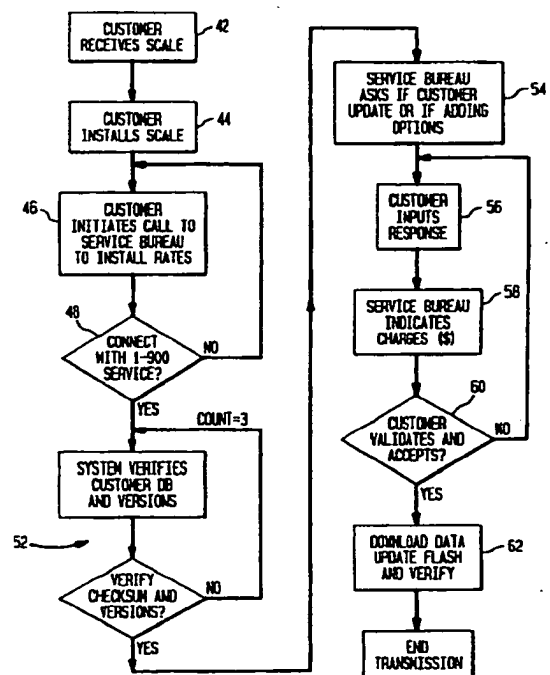 CUSTOMER
RECEIVES SCALE
42
CUSTOMER
INSTALLS SCALE
44
46
CUSTOMER
INITIATES CALL TO
SERVICE BUREAU
TO INSTALL RATES
48
CONNECT
WITH 1-900
SERVICE?
NO
YES
COUNT=3
SYSTEM VERIFIES
CUSTOMER DB
AND VERSIONS
52
VERIFY
CHECKSUM AND
VERSIONS?
NO
YES
SERVICE BUREAU
ASKS IF CUSTOMER
UPDATE OR IF ADDING
OPTIONS
54
CUSTOMER
INPUTS
RESPONSE
56
SERVICE BUREAU
INDICATES
CHARGES ($)
58
60
CUSTOMER
VALIDATES AND
ACCEPTS?
NO
YES
DOWNLOAD DATA
UPDATE FLASH
AND VERIFY
62
END
TRANSMISSION